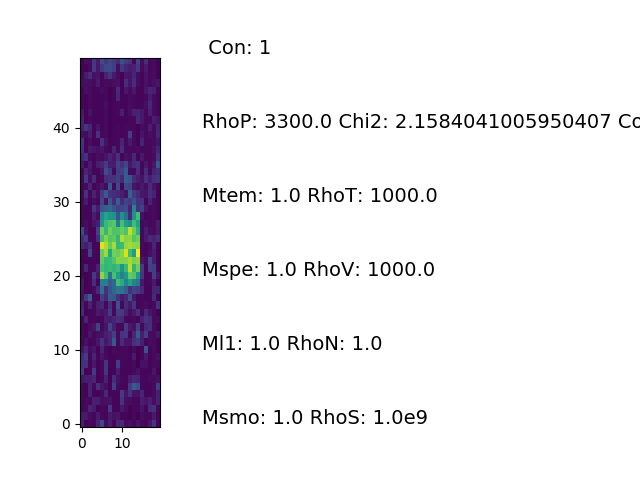 Con: 1
RhoP: 3300.0 Chi2: 2.1584041005950407 Co
Mtem: 1.0 RhoT: 1000.0
Mspe: 1.0 RhoV: 1000.0
Ml1: 1.0 RhoN: 1.0
Msmo: 1.0 RhoS: 1.0e9
40
30
20
10
0
0 10